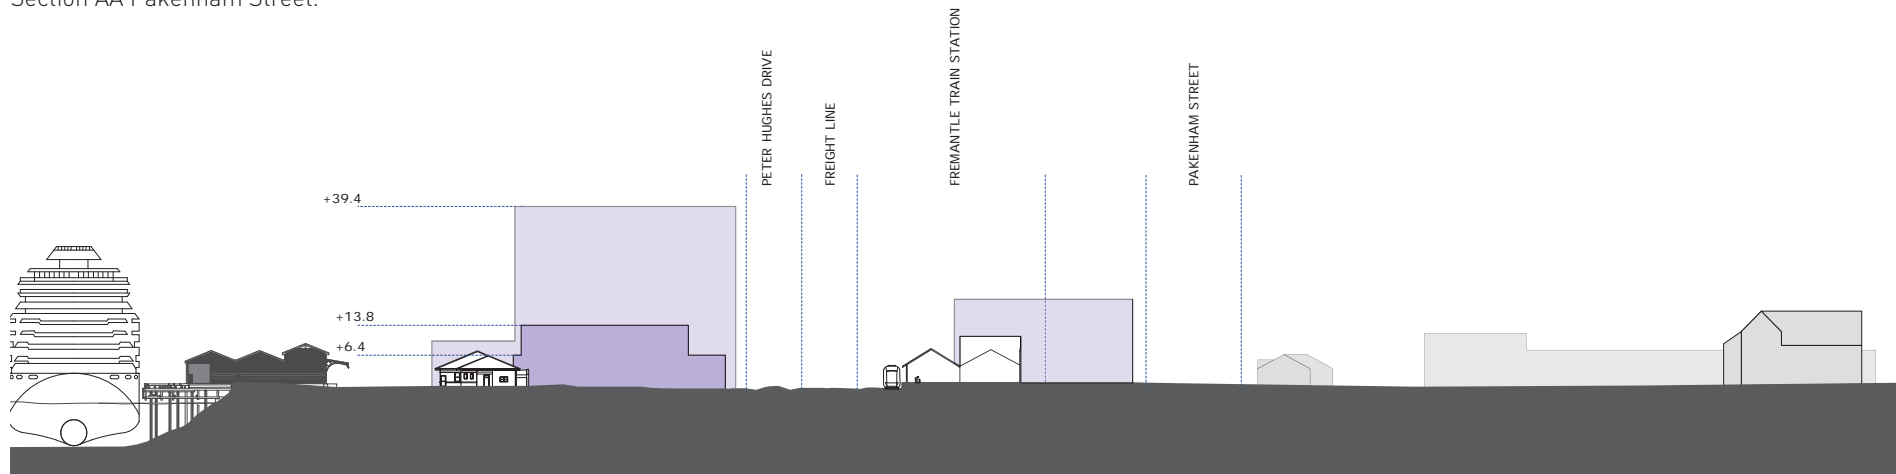 Section AA Pakenham Street.
PETER HUGHES DRIVE
FREIGHT LINE
FREMANTLE TRAIN STATION
PAKENHAM STREET
+39.4
+13.8
+6.4